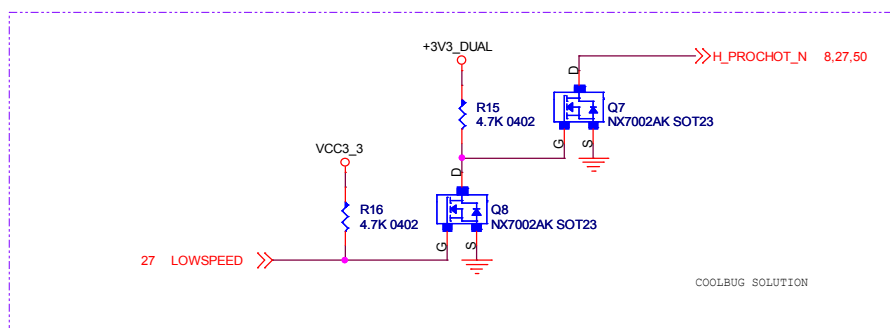 +3V3_DUAL
H_PROCHOT_N 8,27,50
D
R15
4.7K 0402
Q7
NX7002AK SOT23
G
S
VCC3_3
D
R16
4.7K 0402
Q8
NX7002AK SOT23
G
S
27 LOWSPEED
COOLBUG SOLUTION